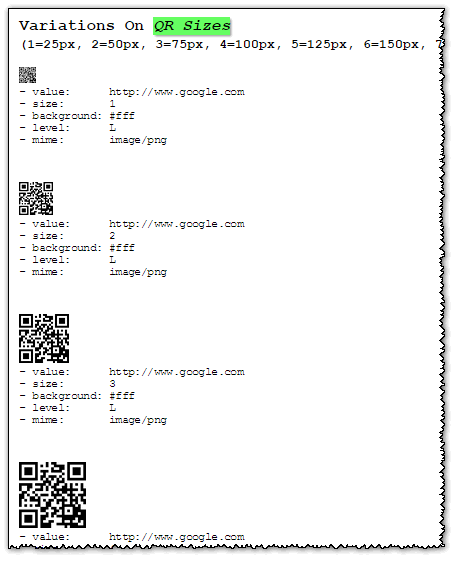 Variations On QR Sizes
(1=25px, 2=50px, 3=75px, 4=100px, 5=125px, 6=150px, 7
- value: http://www.google.com
- size: 1
- background: #fff
- level: L
- mime: image/png
- value: http://www.google.com
- size: 2
- background: #fff
- level: L
- mime: image/png
- value: http://www.google.com
- size: 3
- background: #fff
- level: L
- mime: image/png
- value: http://www.google.com